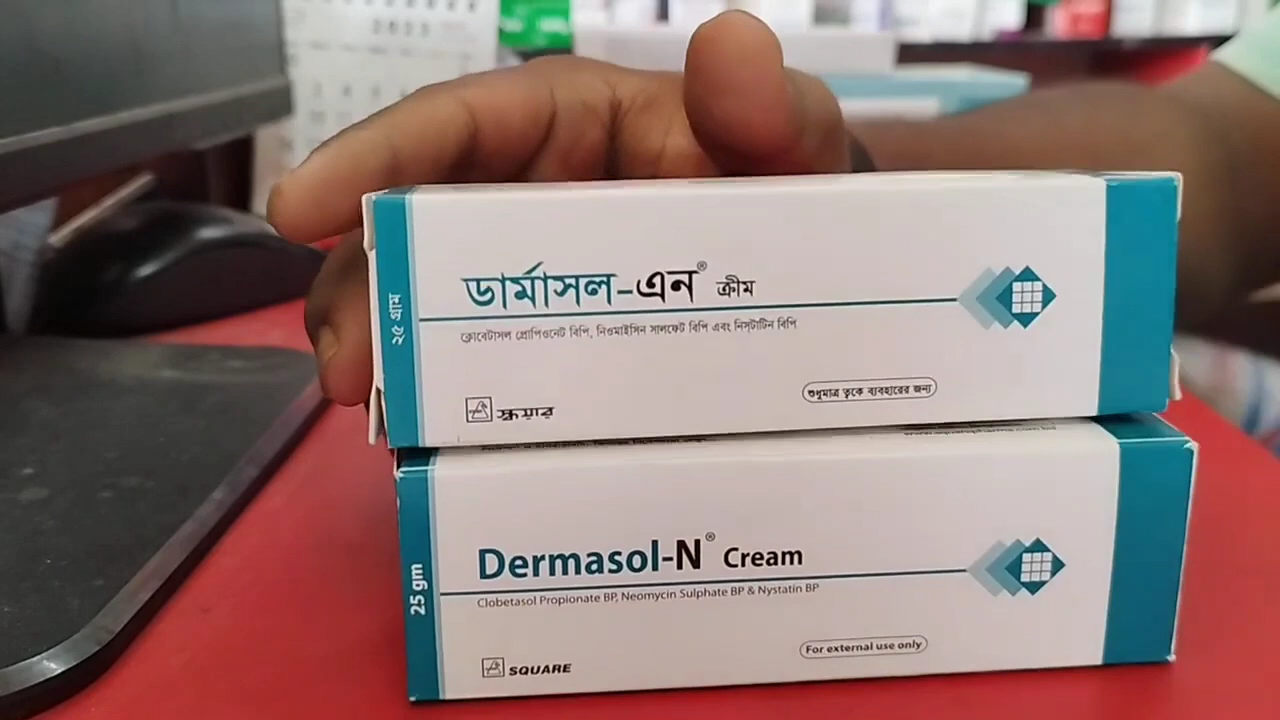 2023
ডার্মাসল-এন® ক্রীম
ক্লোবেটাসল প্রোপিওনেট বিপি, নিওমাইসিন সালফেট বিপি এবং নিস্টাটিন বিপি
২৫ গ্রাম
শুধুমাত্র ত্বকে ব্যবহারের জন্য
স্কয়ার
Dermasol-N® Cream
Clobetasol Propionate BP, Neomycin Sulphate BP & Nystatin BP
25 gm
For external use only
SQUARE